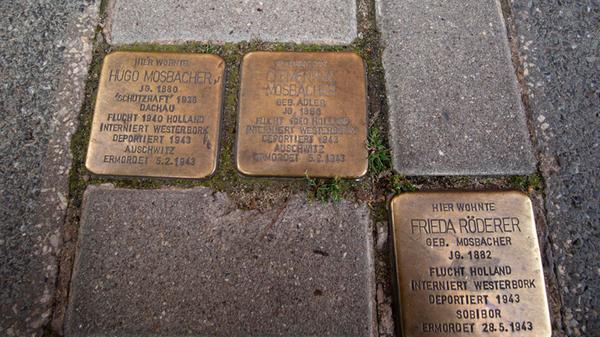 HIER WOHNTE
HUGO MOSBACHER
JG. 1880
'SCHUTZHAFT' 1938
DACHAU
FLUCHT 1940 HOLLAND
INTERNIERT WESTERBORK
DEPORTIERT 1943
AUSCHWITZ
ERMORDET 5.2.1943
MOSBACHER
GEB. ADLER
FLUCHT 1940 HOLLAND
INTERNIERT WESTERBORK
DEPORTIERT 1943
AUSCHWITZ
ERMORDET 5.2.1943
HIER WOHNTE
FRIEDA RÖDERER
GEB. MOSBACHER
JG. 1882
FLUCHT HOLLAND
INTERNIERT WESTERBORK
DEPORTIERT 1943
SOBIBOR
ERMORDET 28.5.1943